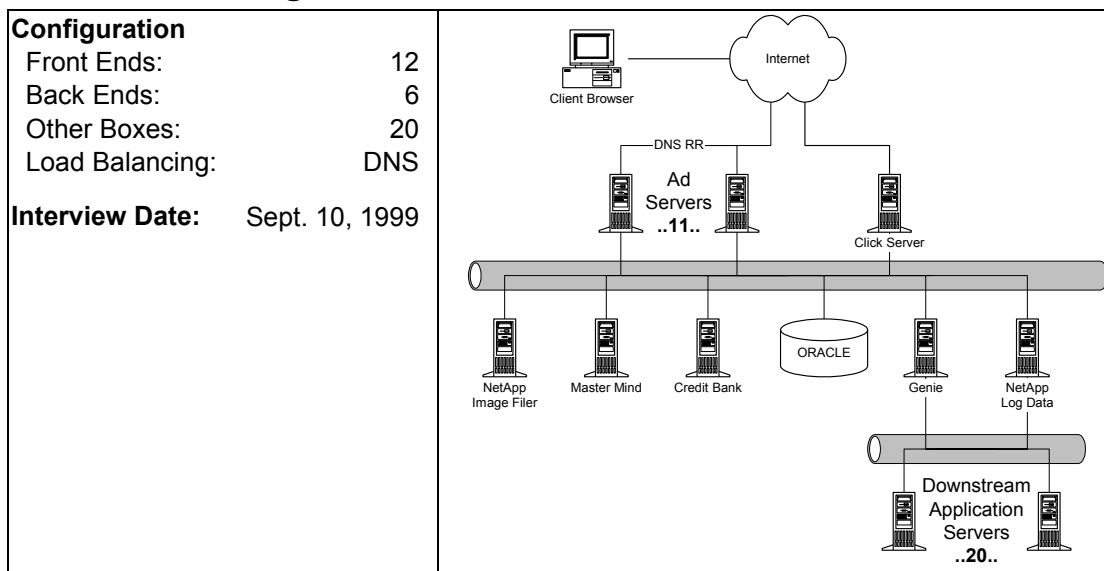 Configuration
Front Ends: 12
Back Ends: 6
Other Boxes: 20
Load Balancing: DNS
Interview Date: Sept. 10, 1999
Internet
Client Browser
DNS RR
Ad
Servers
..11..
Click Server
ORACLE
NetApp
Image Filer
Master Mind
Credit Bank
Genie
NetApp
Log Data
Downstream
Application
Servers
..20..